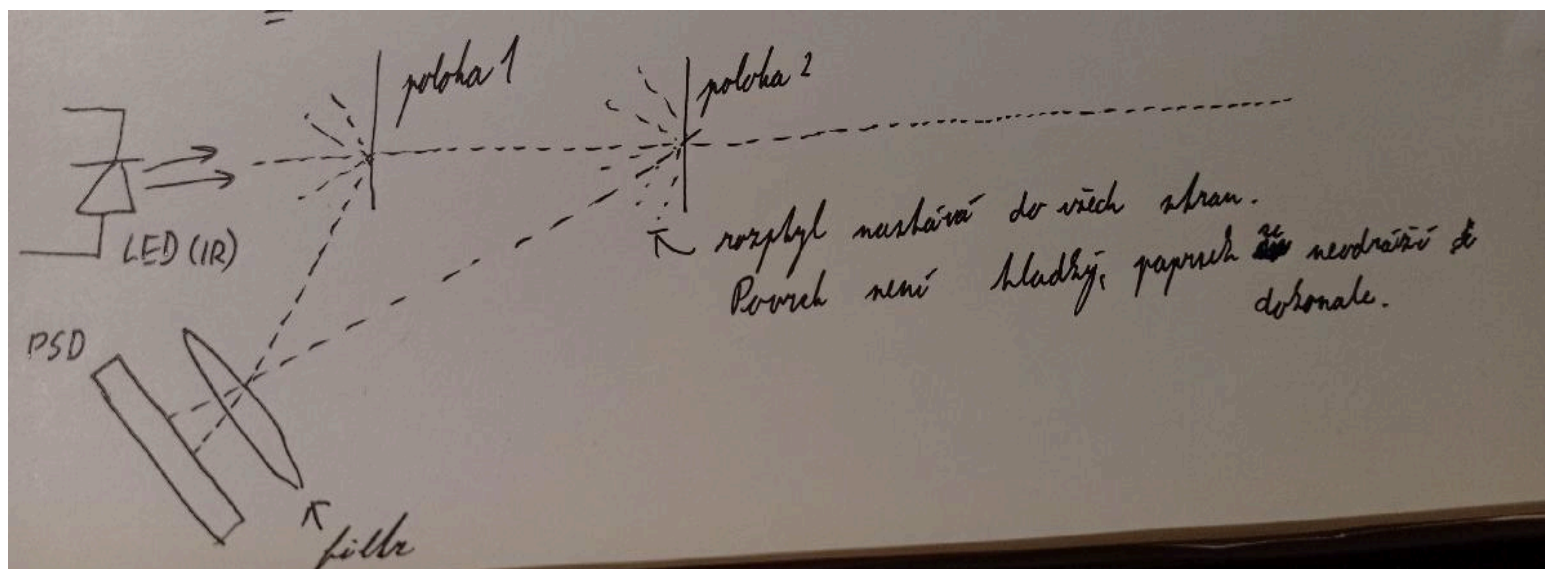 poloha 1
poloha 2
LED (IR)
rozptyl nastává do všech stran.
Povrch není hladký, paprsek se neodráží
dokonale.
PSD
filtr